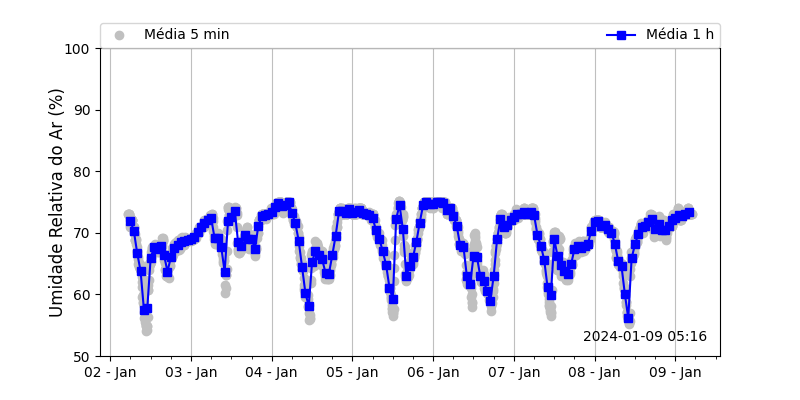 Média 5 min
Média 1 h
Umidade Relativa do Ar (%)
100
90
80
70
60
50
2024-01-09 05:16
02 - Jan
03 - Jan
04 - Jan
05 - Jan
06 - Jan
07 - Jan
08 - Jan
09 - Jan